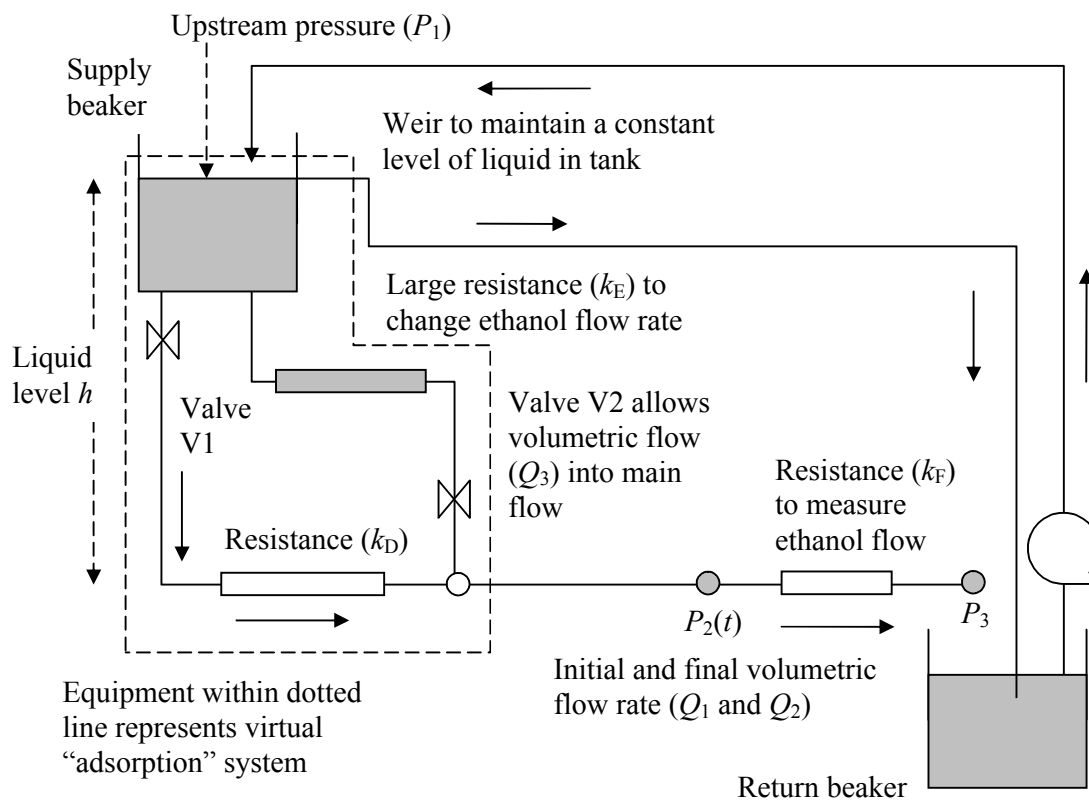 Upstream pressure (P1)
Supply
beaker
Weir to maintain a constant
level of liquid in tank
Large resistance (kE) to
change ethanol flow rate
Liquid
level h
Valve
V1
Valve V2 allows
volumetric flow
(Q3) into main
flow
Resistance (kF)
to measure
ethanol flow
Resistance (kD)
P2(t)
P3
Initial and final volumetric
flow rate (Q1 and Q2)
Equipment within dotted
line represents virtual
“adsorption” system
Return beaker